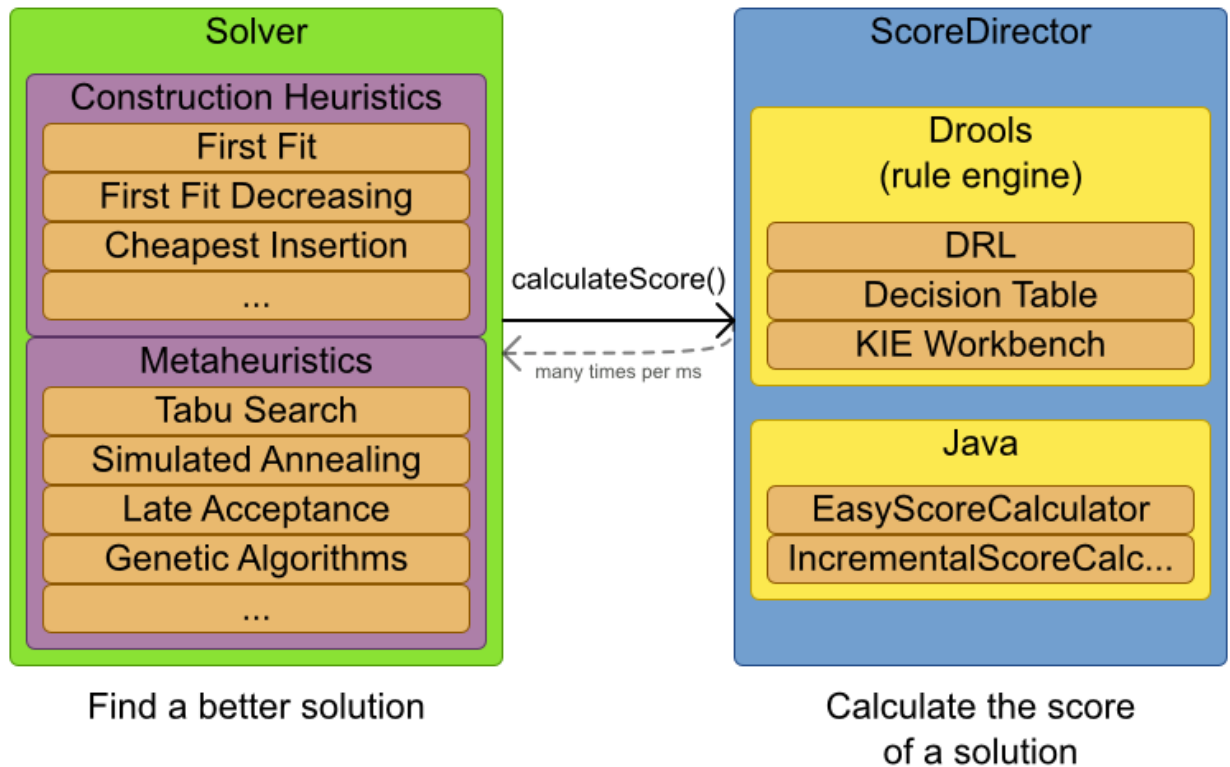 Solver
Construction Heuristics
First Fit
First Fit Decreasing
Cheapest Insertion
...
Metaheuristics
Tabu Search
Simulated Annealing
Late Acceptance
Genetic Algorithms
...
Find a better solution
calculateScore()
many times per ms
ScoreDirector
Drools
(rule engine)
DRL
Decision Table
KIE Workbench
Java
EasyScoreCalculator
IncrementalScoreCalc...
Calculate the score
of a solution